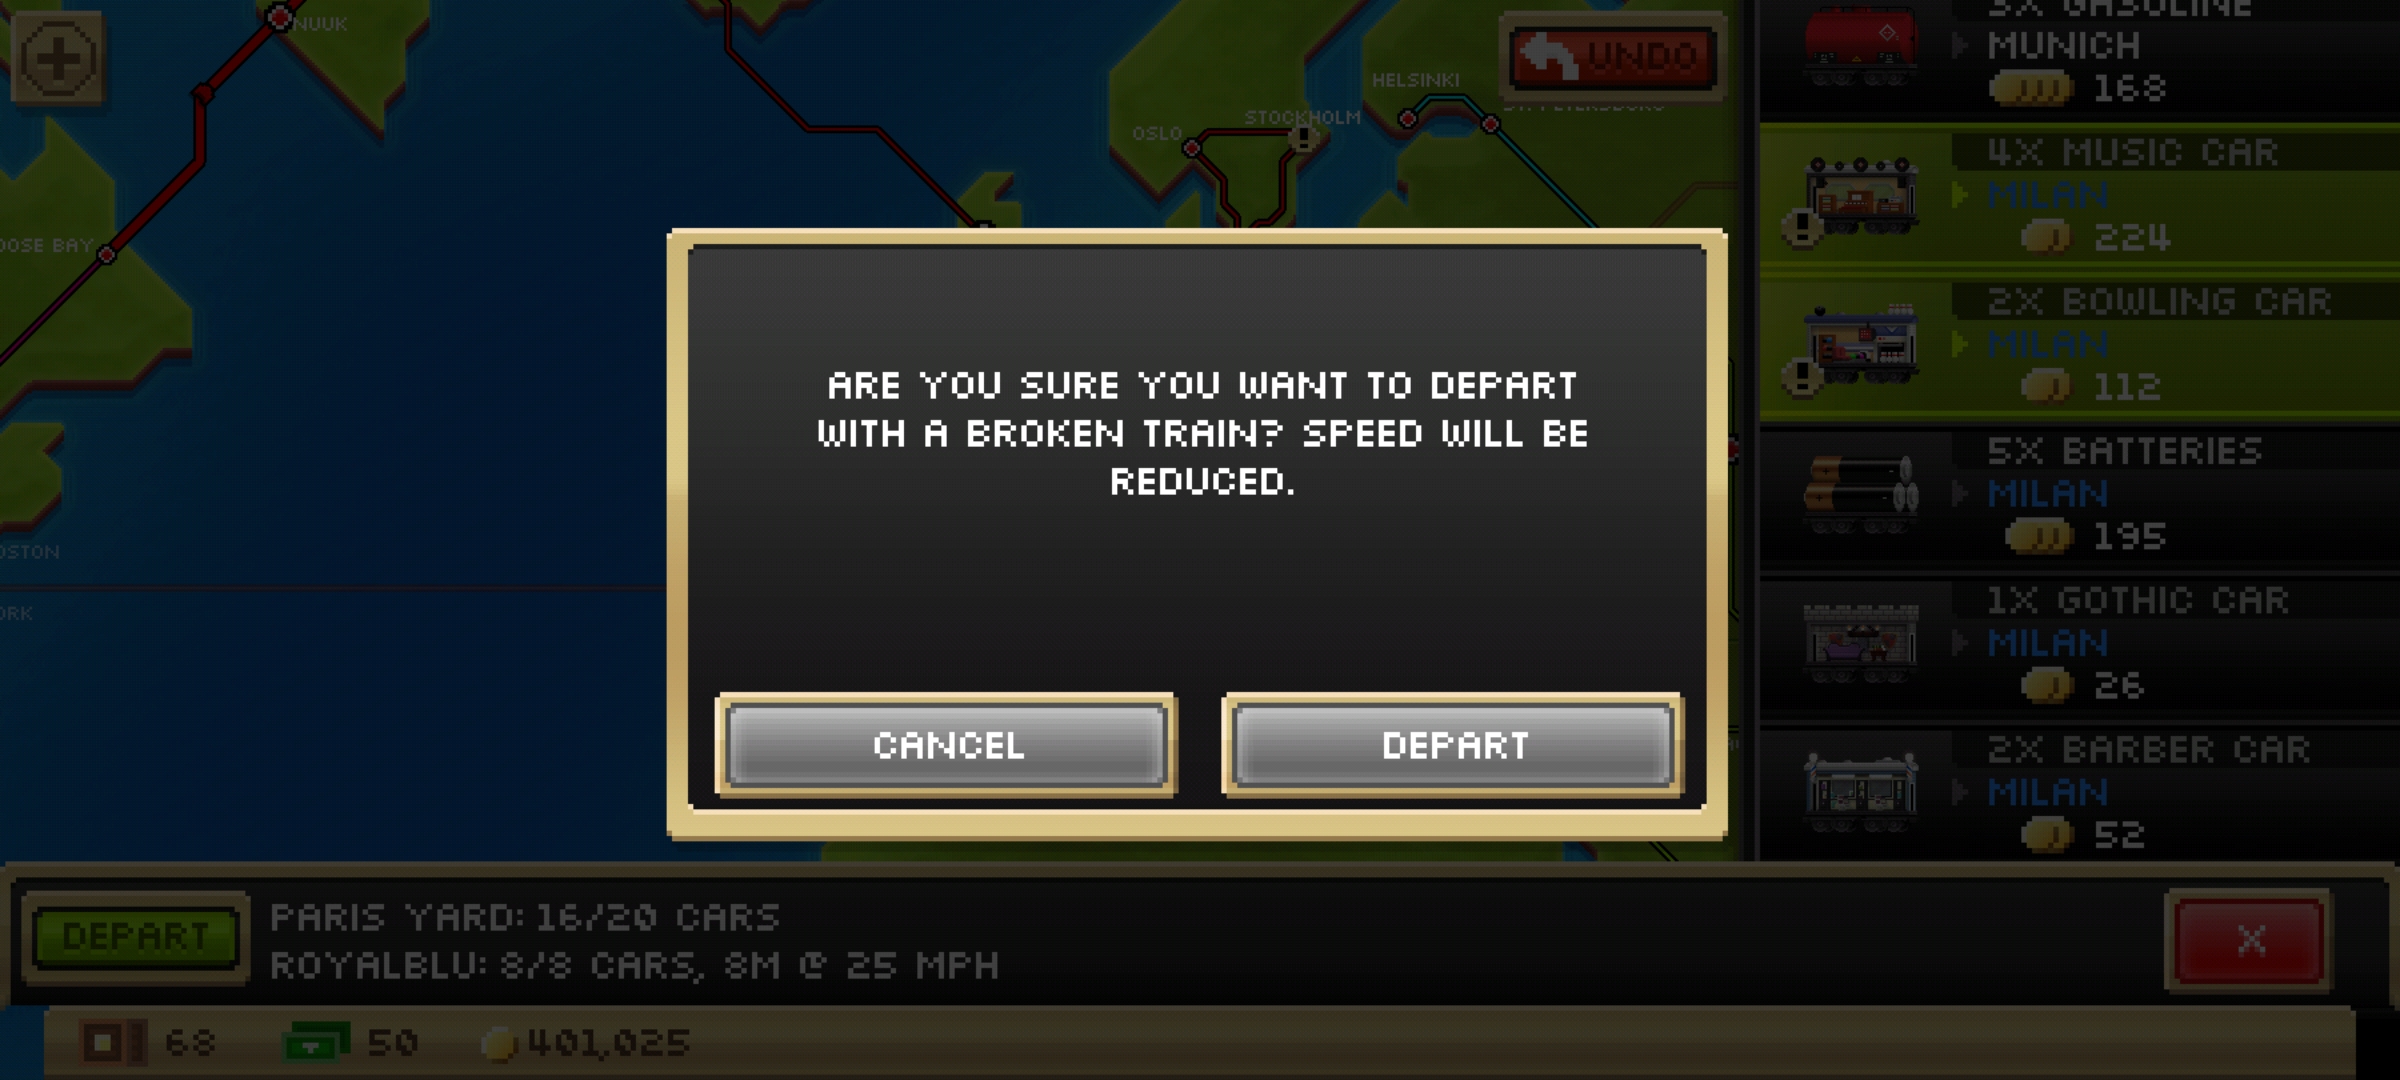 NUUK
UNDO
HELSINKI
STOCKHOLM
OSLO
OOSE BAY
OSTON
ORK
3X GASOLINE
MUNICH
168
4X MUSIC CAR
MILAN
224
2X BOWLING CAR
MILAN
112
5X BATTERIES
MILAN
195
1X GOTHIC CAR
MILAN
26
2X BARBER CAR
MILAN
52
ARE YOU SURE YOU WANT TO DEPART
WITH A BROKEN TRAIN? SPEED WILL BE
REDUCED.
CANCEL
DEPART
DEPART
PARIS YARD: 16/20 CARS
ROYALBLU: 8/8 CARS, 8M @ 25 MPH
X
68
50
401,025